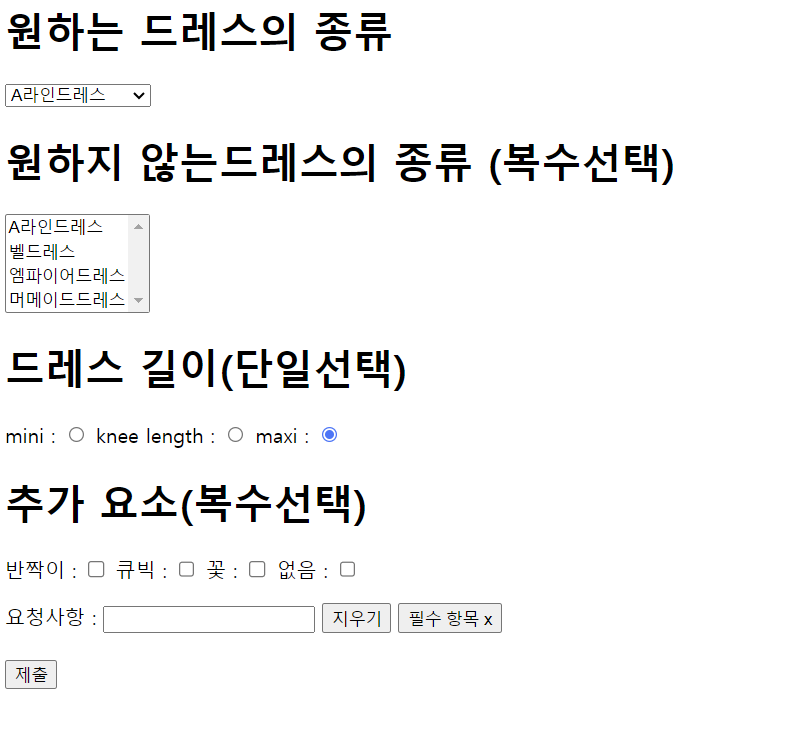 원하는 드레스의 종류
A라인드레스
원하지 않는드레스의 종류 (복수선택)
A라인드레스
벨드레스
엠파이어드레스
머메이드드레스
드레스 길이(단일선택)
mini : knee length : maxi :
추가 요소(복수선택)
반짝이 : 큐빅 : 꽃 : 없음 :
요청사항 : 지우기 필수 항목 x
제출